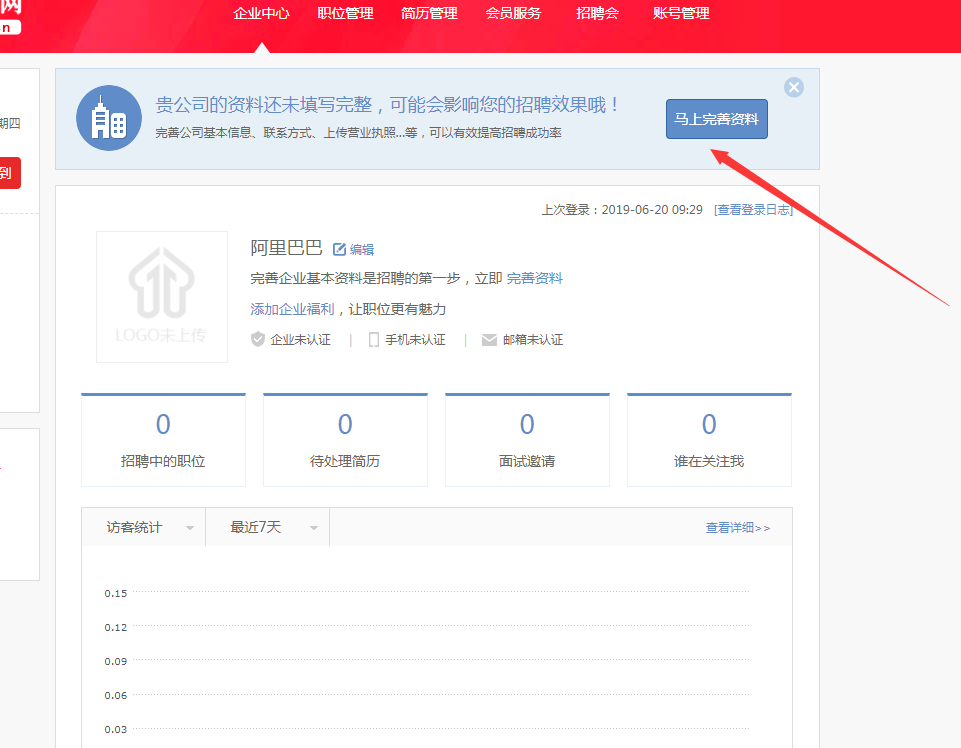 网
n
企业中心 职位管理 简历管理 会员服务 招聘会 账号管理
期四
到
贵公司的资料还未填写完整，可能会影响您的招聘效果哦！
完善公司基本信息、联系方式、上传营业执照...等，可以有效提高招聘成功率
马上完善资料
上次登录：2019-06-20 09:29 [查看登录日志]
LOGO未上传
阿里巴巴 编辑
完善企业基本资料是招聘的第一步，立即 完善资料
添加企业福利，让职位更有魅力
企业未认证 | 手机未认证 | 邮箱未认证
0 0 0 0
招聘中的职位 待处理简历 面试邀请 谁在关注我
访客统计 最近7天 查看详细>>
0.15
0.12
0.09
0.06
0.03